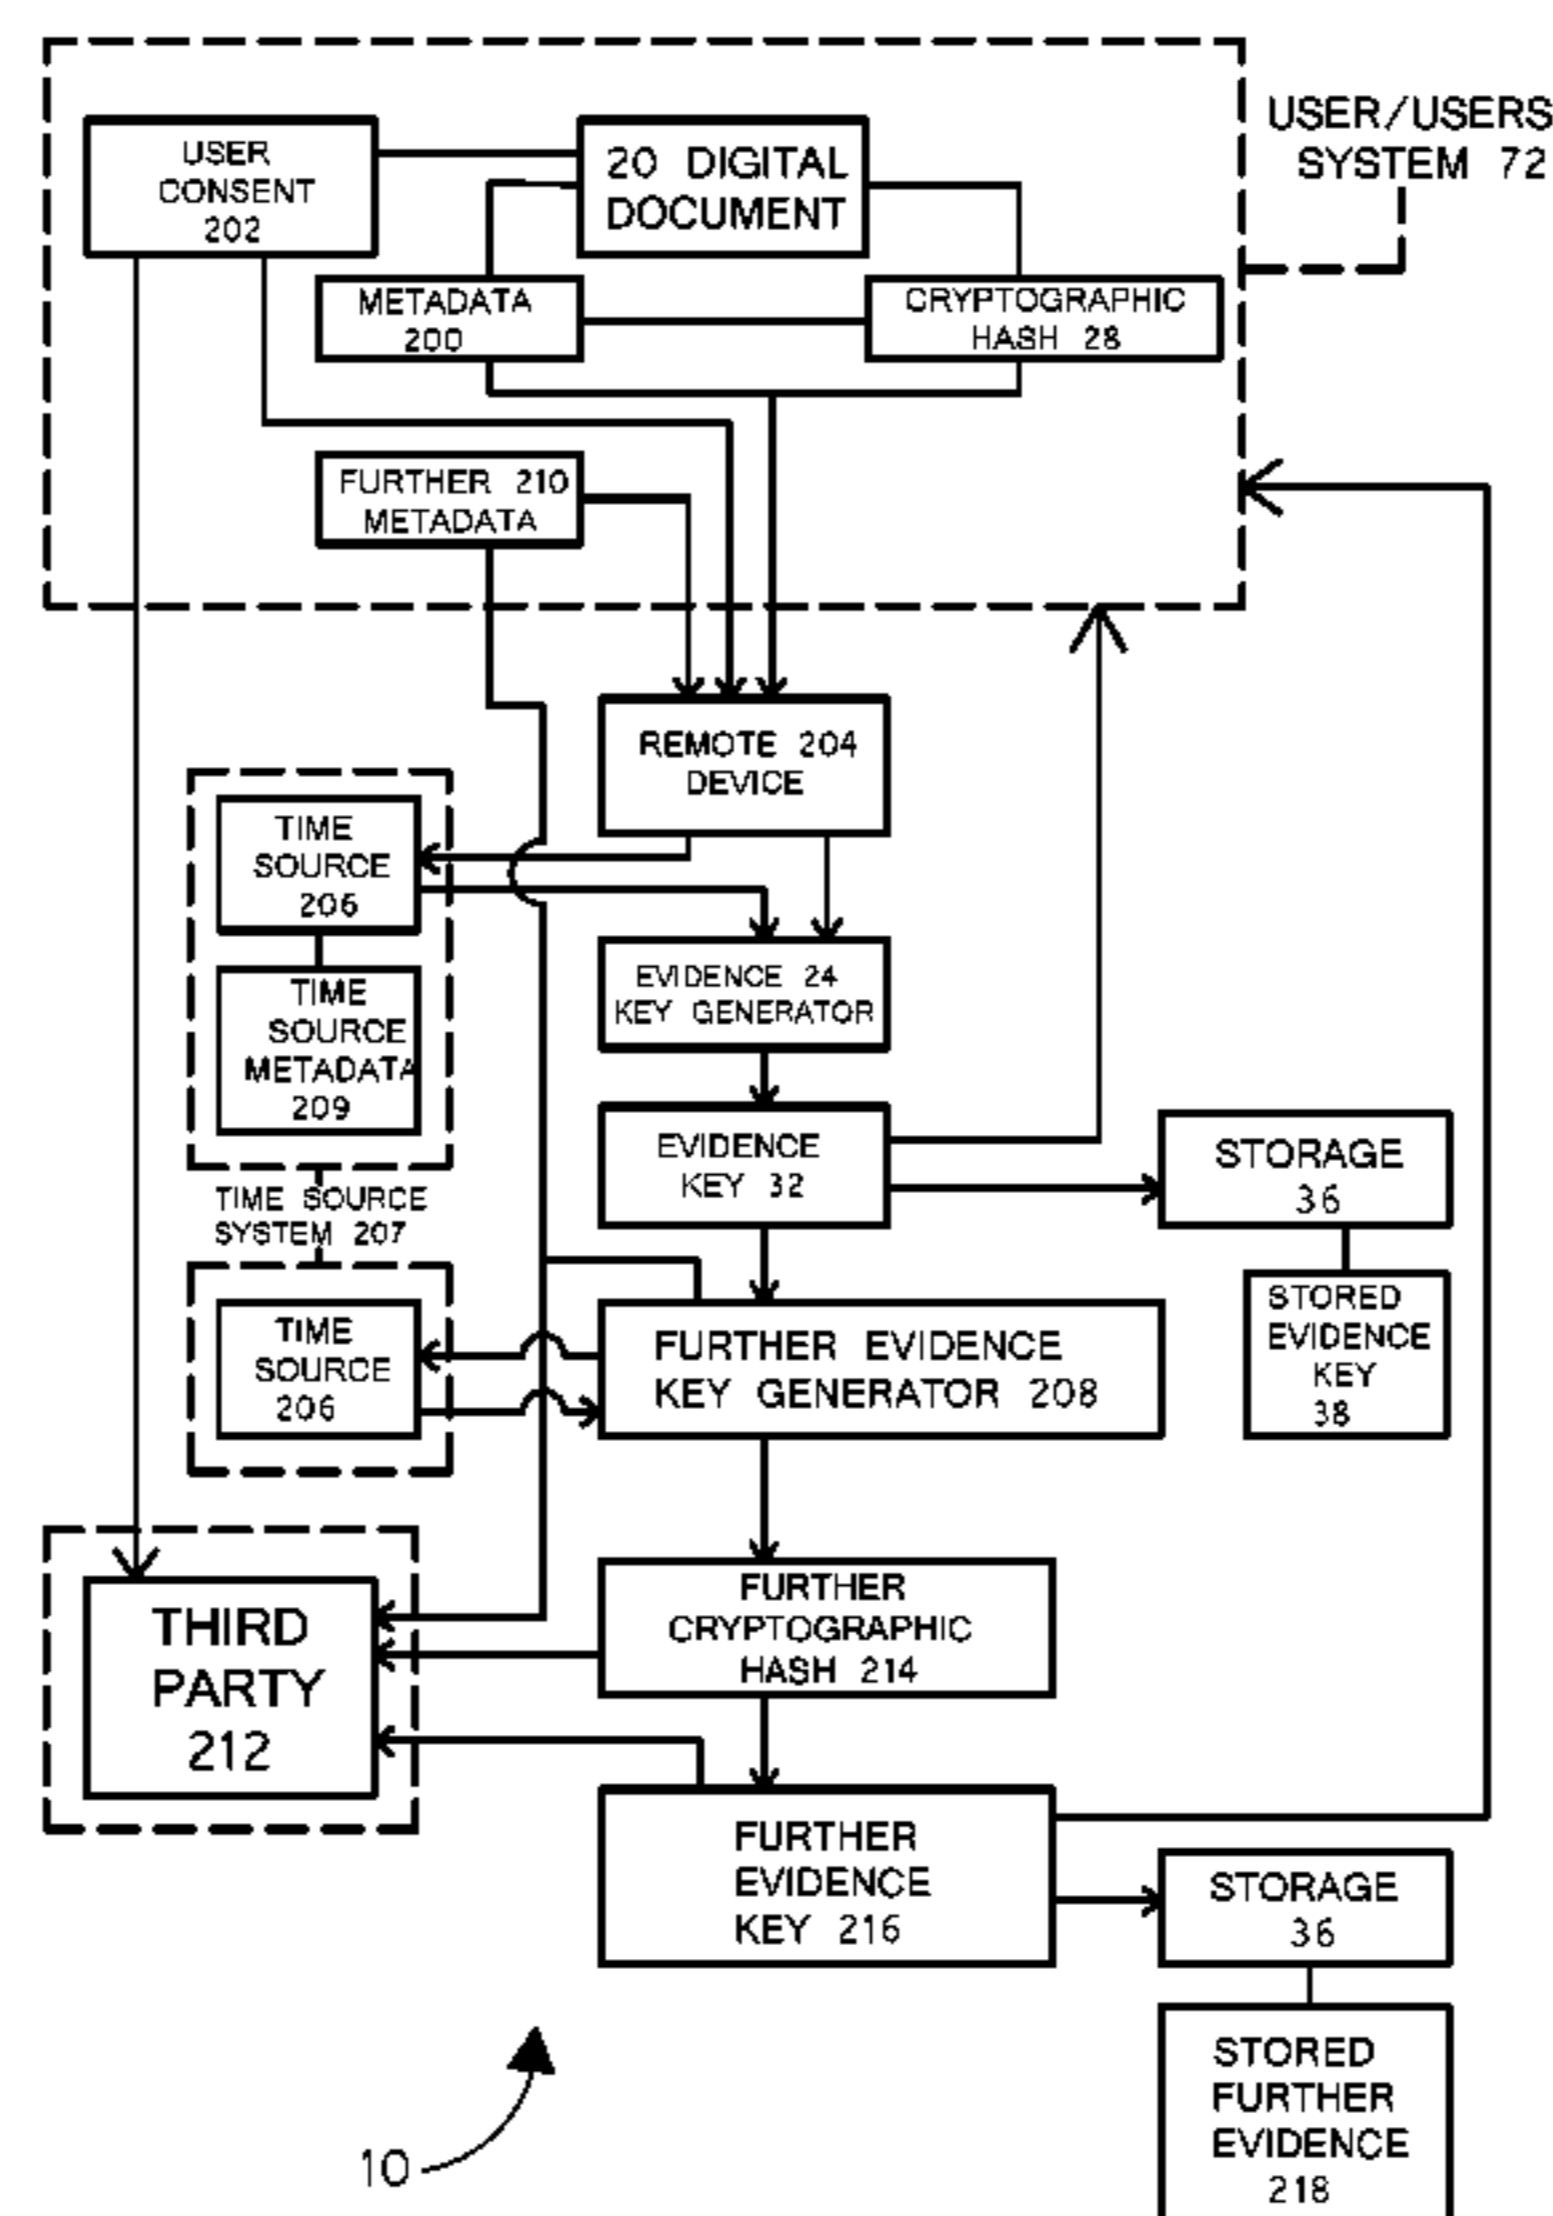 USER/USERS
SYSTEM 72
USER
CONSENT
202
20 DIGITAL
DOCUMENT
METADATA
200
CRYPTOGRAPHIC
HASH 28
FURTHER 210
METADATA
REMOTE 204
DEVICE
TIME
SOURCE
206
EVIDENCE 24
KEY GENERATOR
TIME
SOURCE
METADATA
209
EVIDENCE
KEY 32
STORAGE
36
TIME SOURCE
SYSTEM 207
STORED
EVIDENCE
KEY
38
TIME
SOURCE
206
FURTHER EVIDENCE
KEY GENERATOR 208
THIRD
PARTY
212
FURTHER
CRYPTOGRAPHIC
HASH 214
FURTHER
EVIDENCE
KEY 216
STORAGE
36
STORED
FURTHER
EVIDENCE
218
10